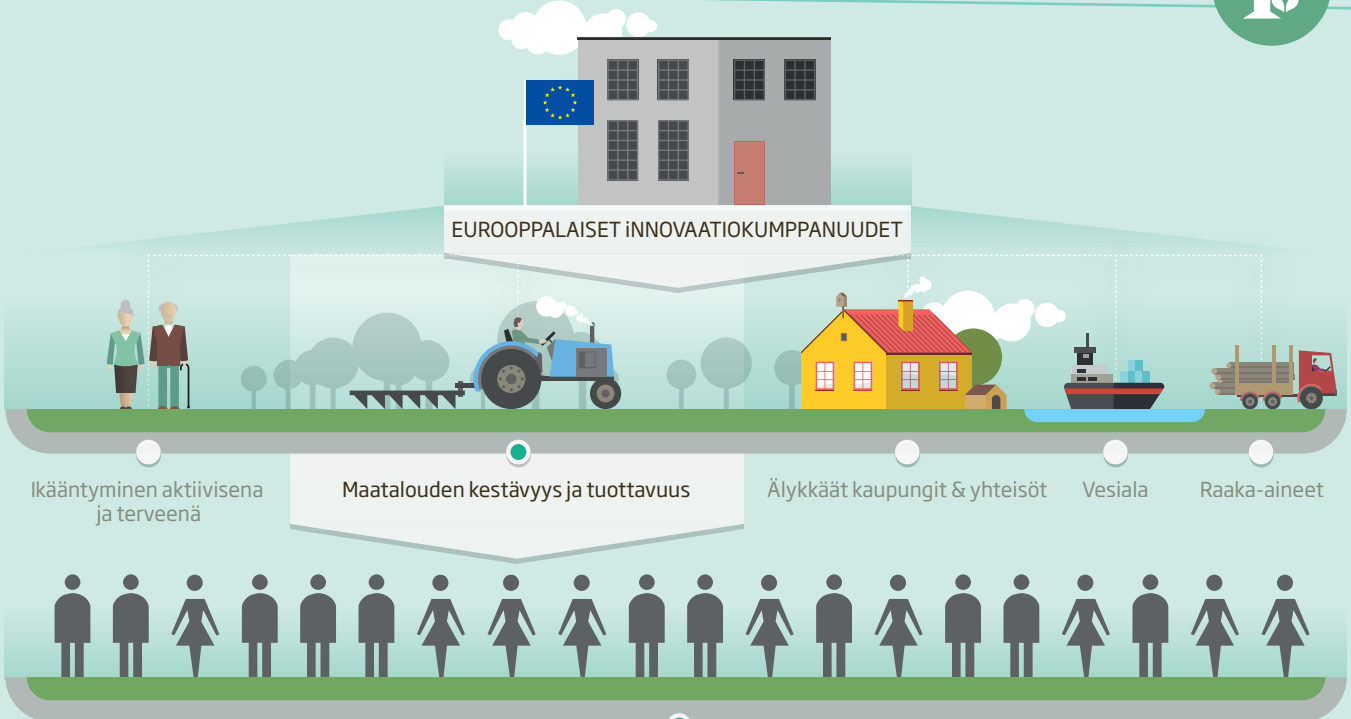 EUROOPPALAISET iNNOVAATIOKUMPPANUUDET
Ikääntyminen aktiivisena
ja terveenä
Maatalouden kestävyys ja tuottavuus
Älykkäät kaupungit & yhteisöt
Vesiala
Raaka-aineet